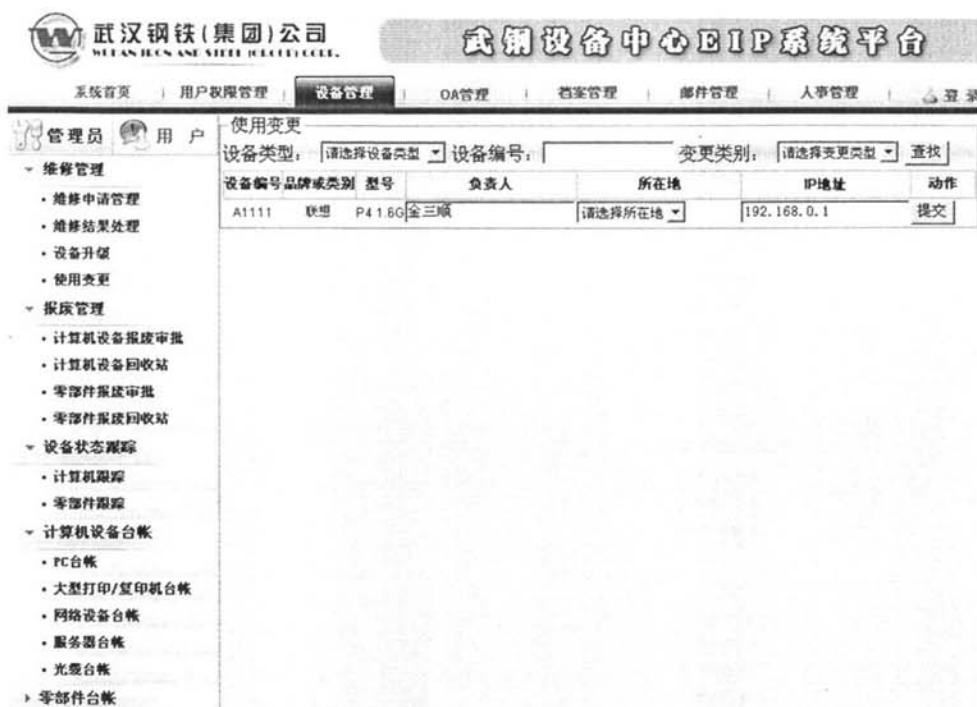 武汉钢铁(集团)公司
WUHAN IRON AND STEEL (GROUP) CORP.
武钢设备中心EIP系统平台
系统首页 | 用户权限管理 | 设备管理 | OA管理 | 档案管理 | 邮件管理 | 人事管理 | 登录
管理员 用 户
维修管理
· 维修申请管理
· 维修结果处理
· 设备升级
· 使用变更
报废管理
· 计算机设备报废审批
· 计算机设备回收站
· 零部件报废审批
· 零部件报废回收站
设备状态跟踪
· 计算机跟踪
· 零部件跟踪
计算机设备台帐
· PC台帐
· 大型打印/复印机台帐
· 网络设备台帐
· 服务器台帐
· 光缆台帐
零部件台帐
使用变更
设备类型: 请选择设备类型 设备编号: 变更类别: 请选择变更类型 查找
设备编号 品牌或类别 型号 负责人 所在地 IP地址 动作
A1111 联想 P4 1.6G 金三顺 请选择所在地 192.168.0.1 提交